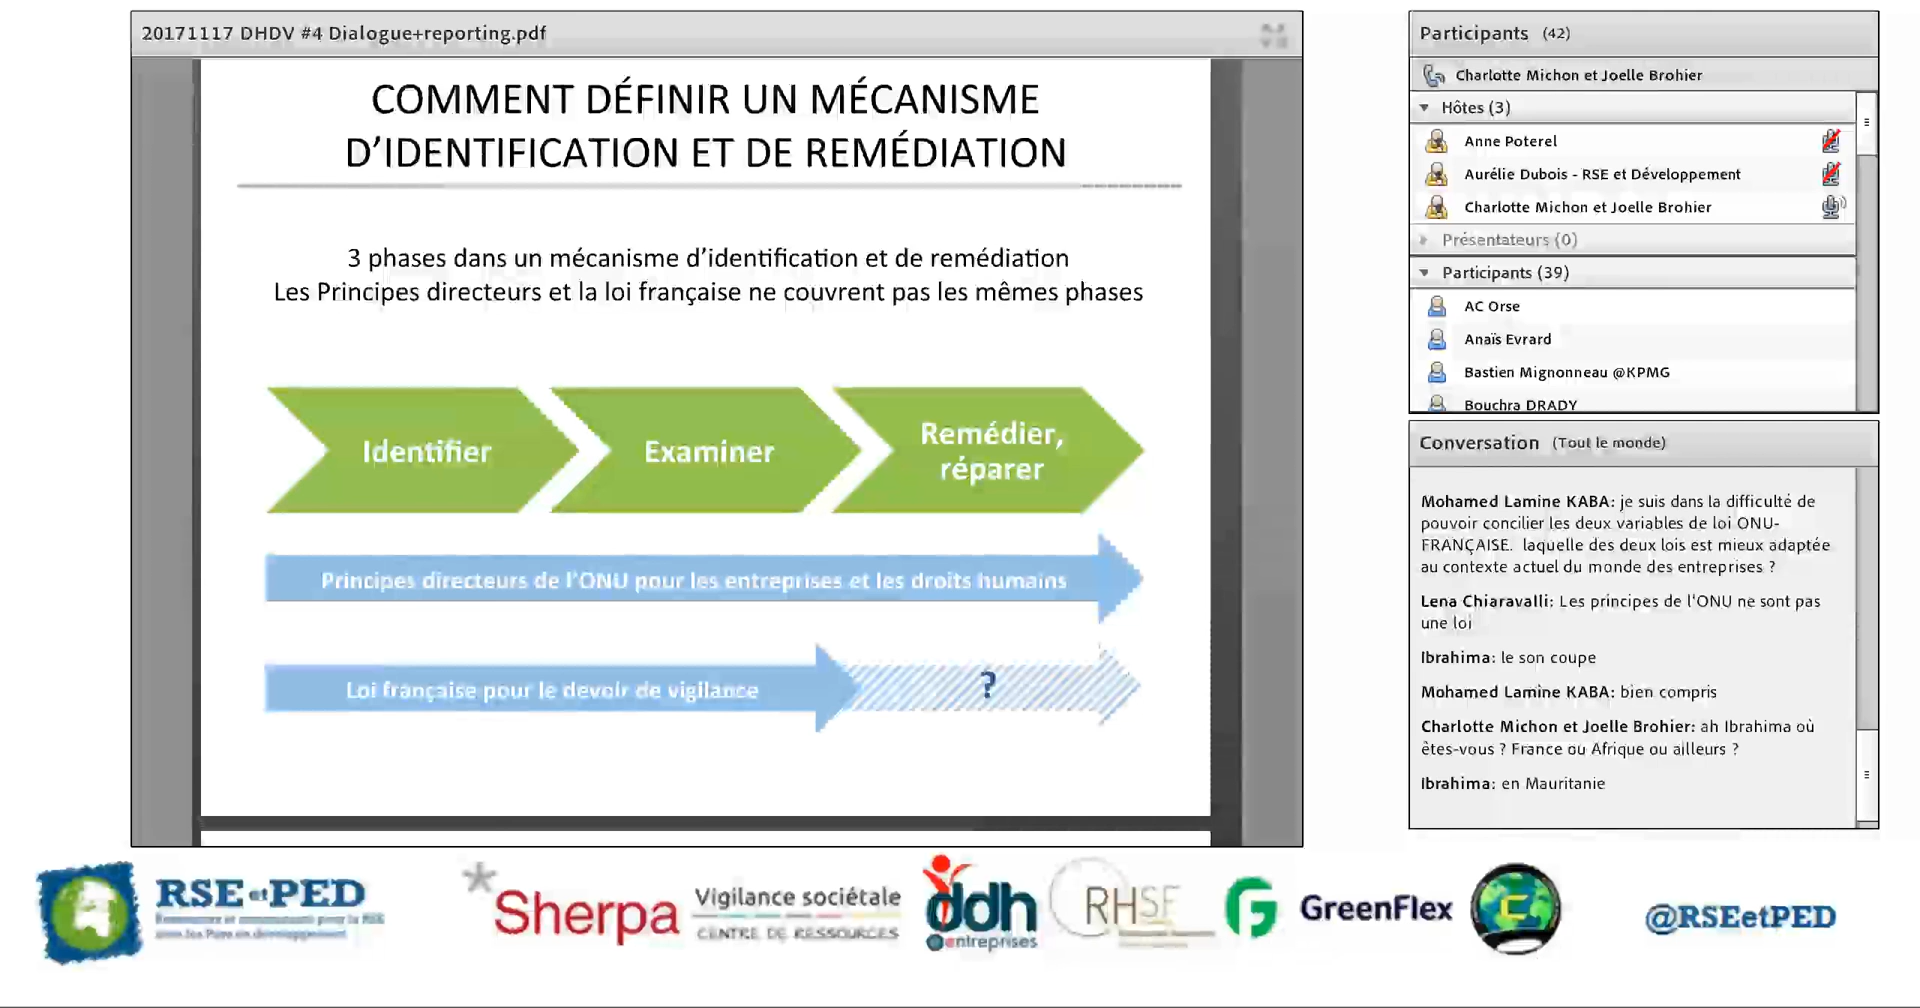 20171117 DHDV #4 Dialogue+reporting.pdf
COMMENT DÉFINIR UN MÉCANISME
D’IDENTIFICATION ET DE REMÉDIATION
3 phases dans un mécanisme d’identification et de remédiation
Les Principes directeurs et la loi française ne couvrent pas les mêmes phases
Identifier
Examiner
Remédier,
réparer
Principes directeurs de l’ONU pour les entreprises et les droits humains
Loi française pour le devoir de vigilance
?
Participants (42)
Charlotte Michon et Joelle Brohier
Hôtes (3)
Anne Poterel
Aurélie Dubois - RSE et Développement
Charlotte Michon et Joelle Brohier
Présentateurs (0)
Participants (39)
AC Orse
Anaïs Evrard
Bastien Mignonneau @KPMG
Bouchra DRADY
Conversation (Tout le monde)
Mohamed Lamine KABA: je suis dans la difficulté de
pouvoir concilier les deux variables de loi ONU-
FRANÇAISE. laquelle des deux lois est mieux adaptée
au contexte actuel du monde des entreprises ?
Lena Chiaravalli: Les principes de l'ONU ne sont pas
une loi
Ibrahima: le son coupe
Mohamed Lamine KABA: bien compris
Charlotte Michon et Joelle Brohier: ah Ibrahima où
êtes-vous ? France ou Afrique ou ailleurs ?
Ibrahima: en Mauritanie
RSE et PED
Sherpa
Vigilance sociétale
CENTRE DE RESSOURCES
ddh
@entreprises
RHSF
GreenFlex
@RSEetPED